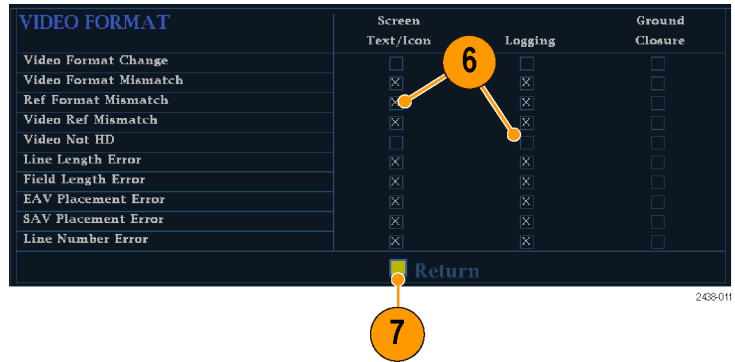 VIDEO FORMAT
Screen
Text/Icon
Logging
Ground
Closure
Video Format Change
Video Format Mismatch
Ref Format Mismatch
Video Ref Mismatch
Video Not HD
Line Length Error
Field Length Error
EAV Placement Error
SAV Placement Error
Line Number Error
Return
6
7
2438-011